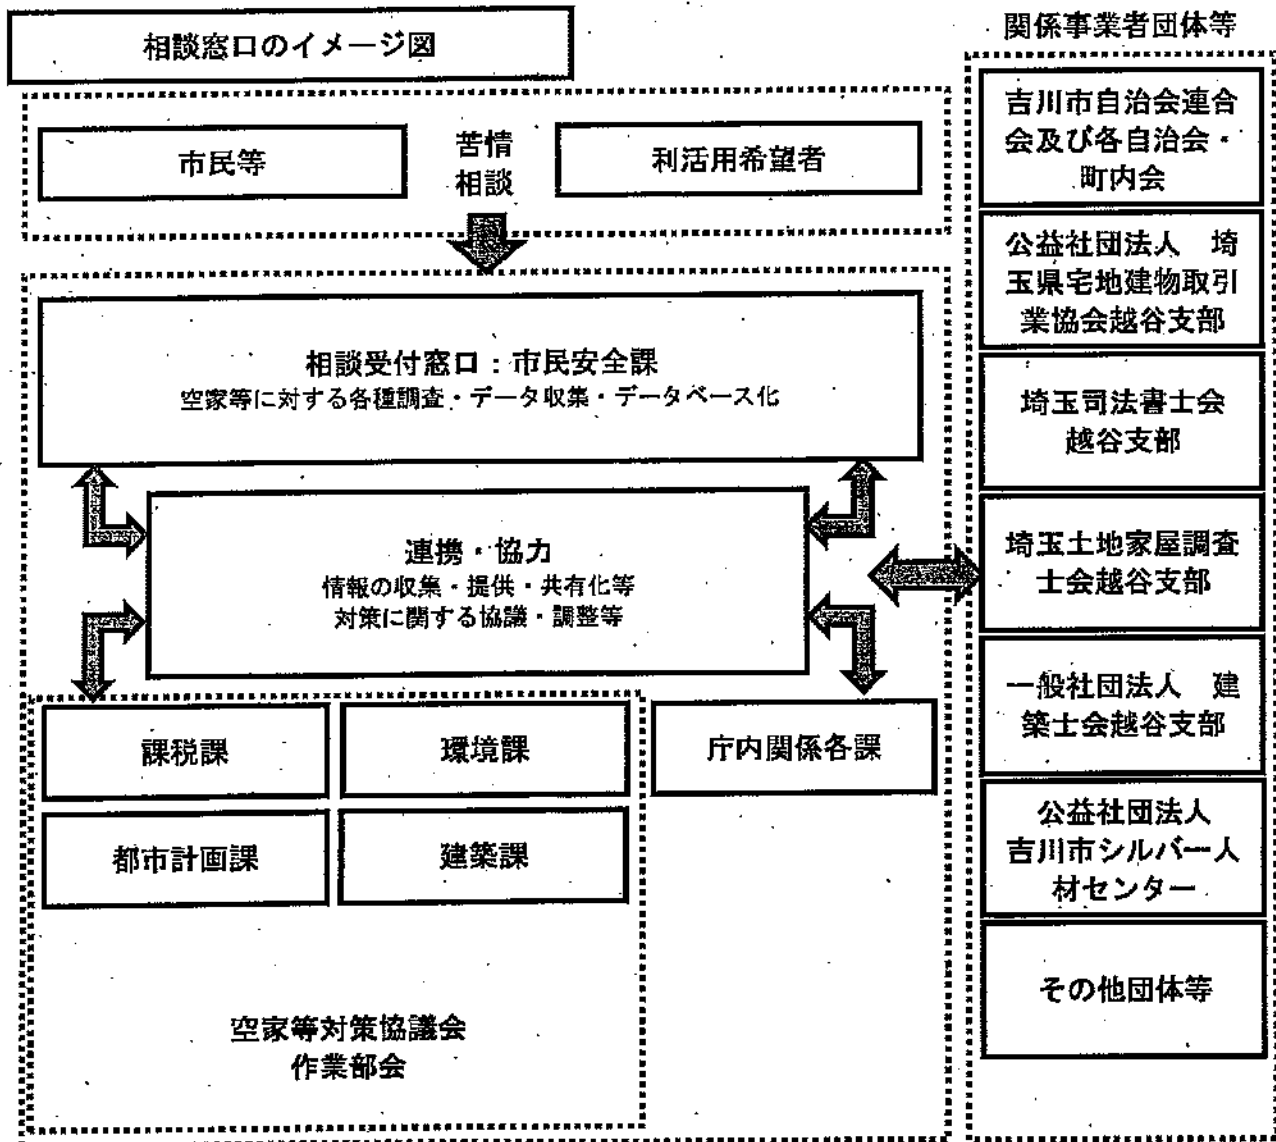 相談窓口のイメージ図
市民等
苦情
相談
利活用希望者
相談受付窓口：市民安全課
空家等に対する各種調査・データ収集・データベース化
連携・協力
情報の収集・提供・共有化等
対策に関する協議・調整等
課税課
環境課
庁内関係各課
都市計画課
建築課
空家等対策協議会
作業部会
関係事業者団体等
吉川市自治会連合
会及び各自治会・
町内会
公益社団法人　埼
玉県宅地建物取引
業協会越谷支部
埼玉司法書士会
越谷支部
埼玉土地家屋調査
士会越谷支部
一般社団法人　建
築士会越谷支部
公益社団法人
吉川市シルバー人
材センター
その他団体等